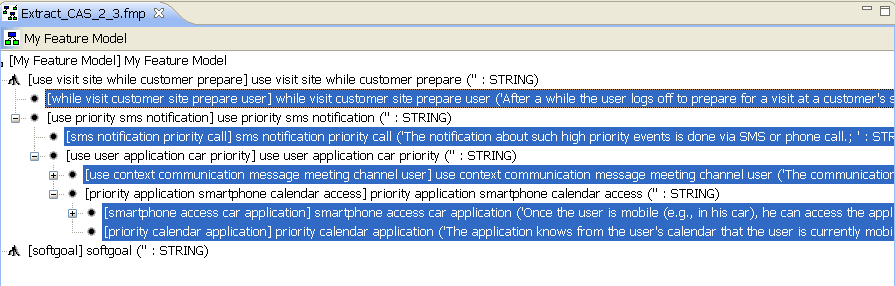 Extract_CAS_2_3.fmp
My Feature Model
[My Feature Model] My Feature Model
[use visit site while customer prepare] use visit site while customer prepare ('' : STRING)
[while visit customer site prepare user] while visit customer site prepare user ('After a while the user logs off to prepare for a visit at a customer's s
[use priority sms notification] use priority sms notification ('' : STRING)
[sms notification priority call] sms notification priority call ('The notification about such high priority events is done via SMS or phone call.; ' : STR
[use user application car priority] use user application car priority ('' : STRING)
[use context communication message meeting channel user] use context communication message meeting channel user ('The communication
[priority application smartphone calendar access] priority application smartphone calendar access ('' : STRING)
[smartphone access car application] smartphone access car application ('Once the user is mobile (e.g., in his car), he can access the appl
[priority calendar application] priority calendar application ('The application knows from the user's calendar that the user is currently mobi
[softgoal] softgoal ('' : STRING)